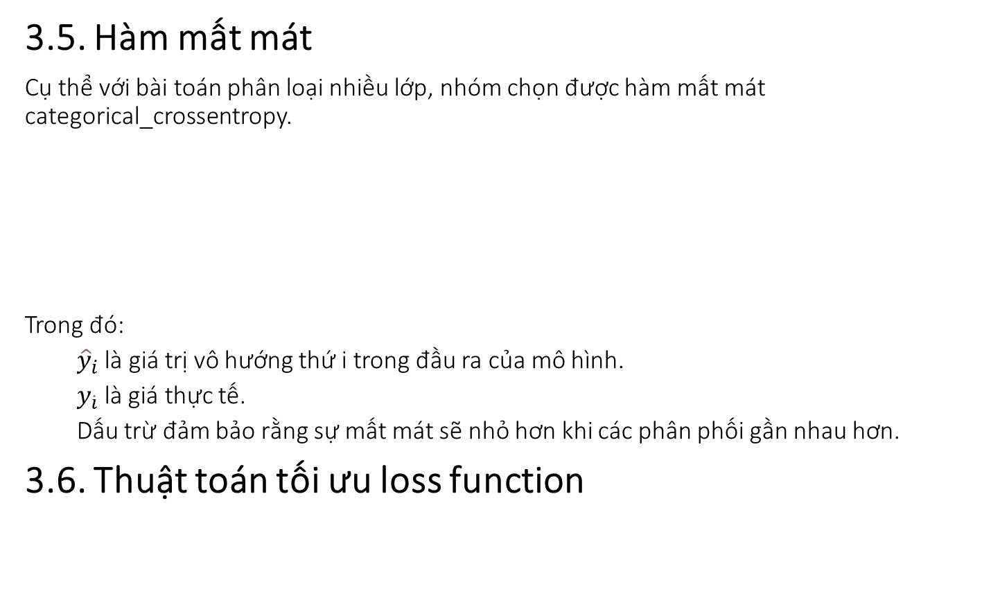 3.5. Hàm mất mát
Cụ thể với bài toán phân loại nhiều lớp, nhóm chọn được hàm mất mát
categorical_crossentropy.
Trong đó:
ŷᵢ là giá trị vô hướng thứ i trong đầu ra của mô hình.
yᵢ là giá thực tế.
Dấu trừ đảm bảo rằng sự mất mát sẽ nhỏ hơn khi các phân phối gần nhau hơn.
3.6. Thuật toán tối ưu loss function